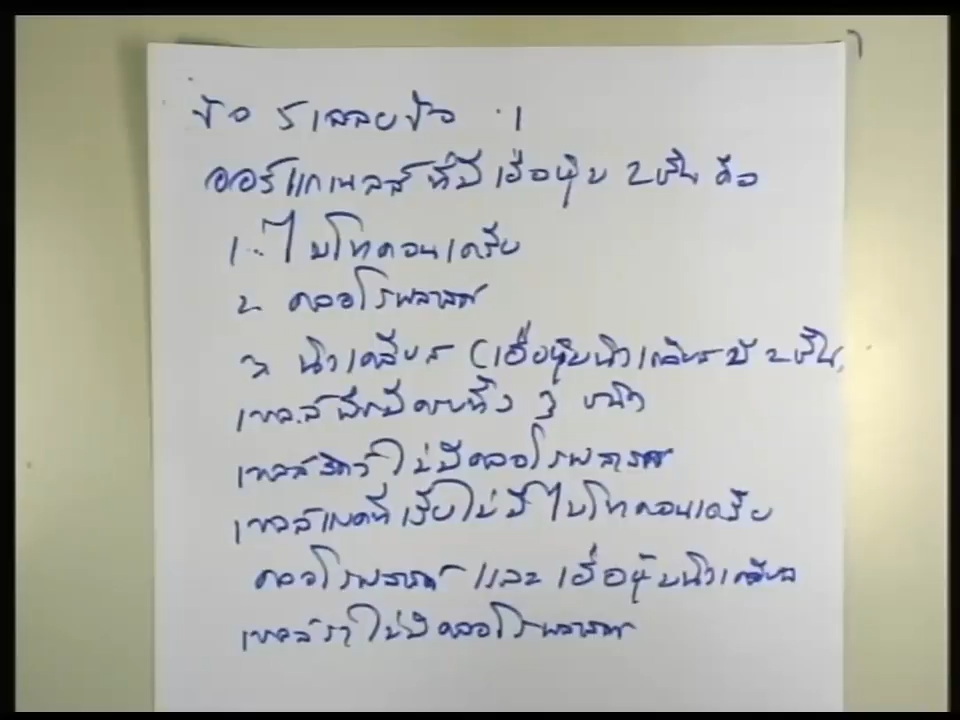 ข้อ 5 เฉลยข้อ 1
ออร์แกเนลล์ ที่มี เยื่อหุ้ม 2 ชั้น คือ
1. ไมโทคอนเดรีย
2 คลอโรพลาสต์
3 นิวเคลียส (เยื่อหุ้มนิวเคลียส มี 2 ชั้น
เซลล์พืชมีครบทั้ง 3 ชนิด
เซลล์สัตว์ ไม่มีคลอโรพลาสต์
เซลล์แบคทีเรียไม่มี ไมโทคอนเดรีย
คลอโรพลาสต์ และ เยื่อหุ้มนิวเคลียส
เซลล์รา ไม่มีคลอโรพลาสต์